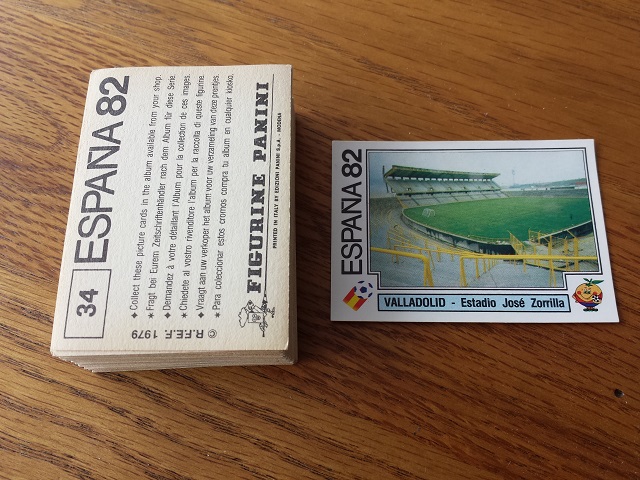 34
ESPAÑA 82
◆ Collect these picture cards in the album available from your shop.
★ Fragt bei Eurem Zeitschriftenhändler nach dem Album für diese Serie.
◆ Demandez à votre détaillant l'Album pour la collection de ces images.
★ Chiedete al vostro rivenditore l'album per la raccolta di queste figurine.
◆ Vraagt aan uw verkoper het album voor uw verzameling van deze prentjes.
★ Para coleccionar estos cromos compra tu album en cualquier kiosko.
FIGURINE PANINI
PRINTED IN ITALY BY EDIZIONI PANINI S.p.A. - MODENA
© R.F.E.F. 1979
ESPAÑA 82
VALLADOLID - Estadio José Zorrilla